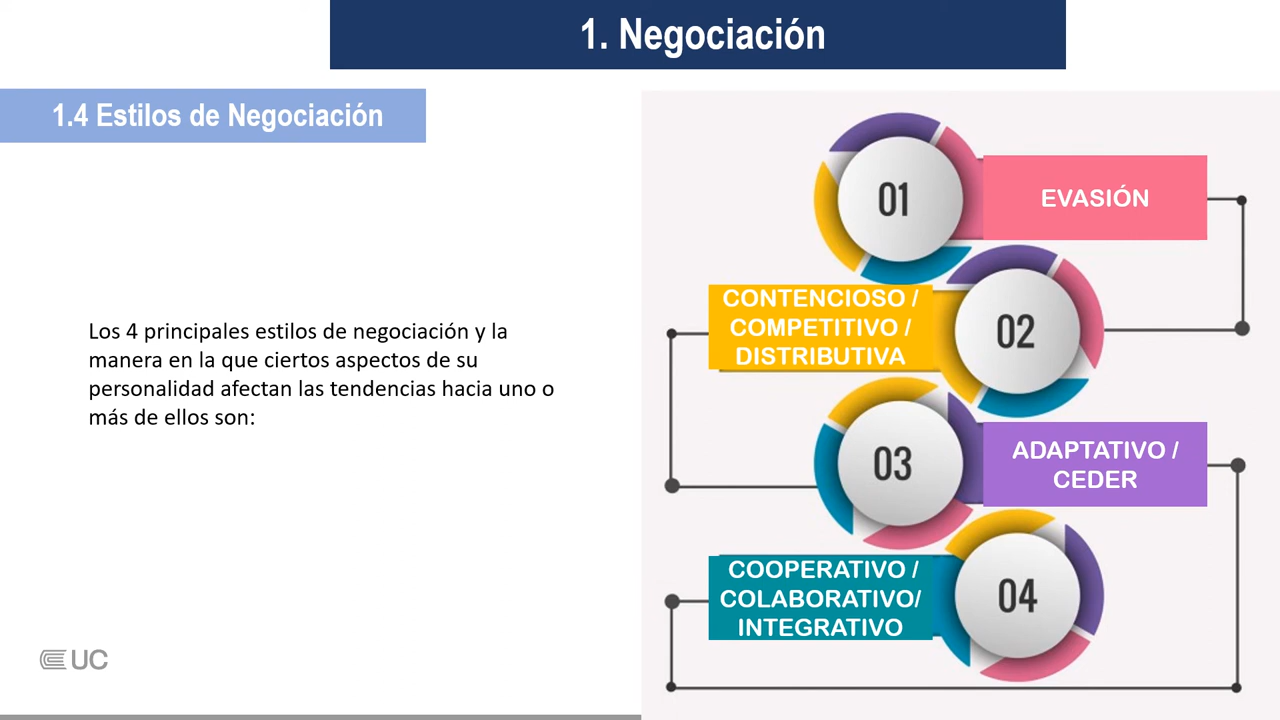 1. Negociación
1.4 Estilos de Negociación
Los 4 principales estilos de negociación y la
manera en la que ciertos aspectos de su
personalidad afectan las tendencias hacia uno o
más de ellos son:
01
EVASIÓN
CONTENCIOSO /
COMPETITIVO /
DISTRIBUTIVA
02
03
ADAPTATIVO /
CEDER
COOPERATIVO /
COLABORATIVO/
INTEGRATIVO
04
UC